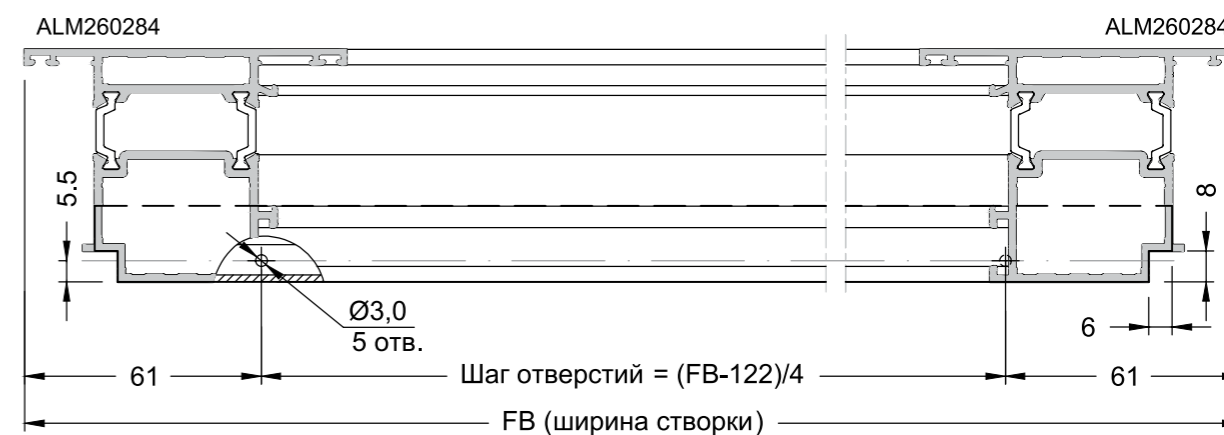 ALM260284
ALM260284
5.5
8
Ø3,0
5 отв.
6
61
Шаг отверстий = (FB-122)/4
61
FB (ширина створки)